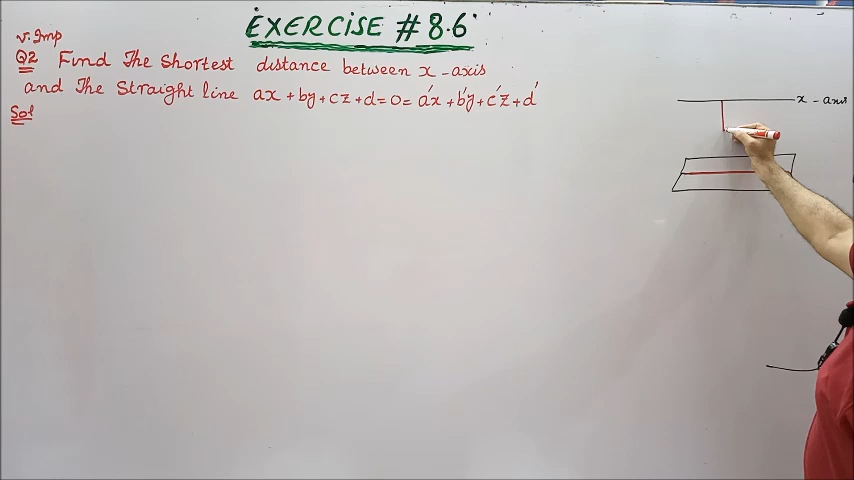 EXERCISE # 8.6
V. Imp
Q2 Find The Shortest distance between x-axis
and The Straight line ax+by+cz+d=0=a'x+b'y+c'z+d'
Sol
x-axis